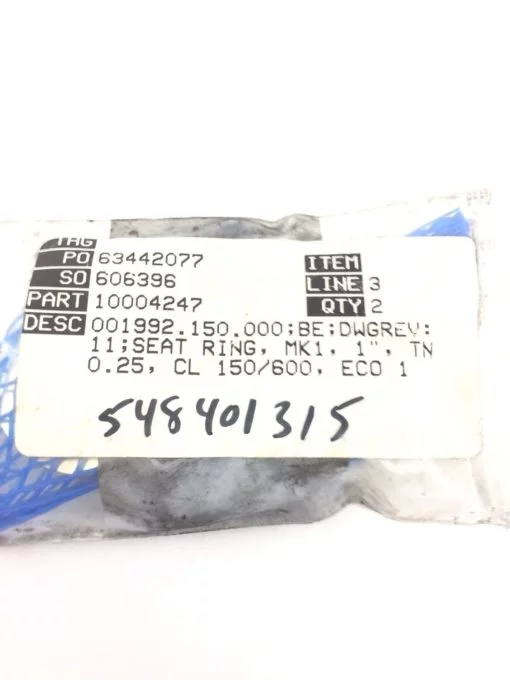 TAG
PO 63442077 ITEM
SO 606396 LINE 3
PART 10004247 QTY 2
DESC 001992.150.000;BE;DWGREV:
11;SEAT RING, MK1, 1", TN
0.25, CL 150/600, ECO 1
548401315